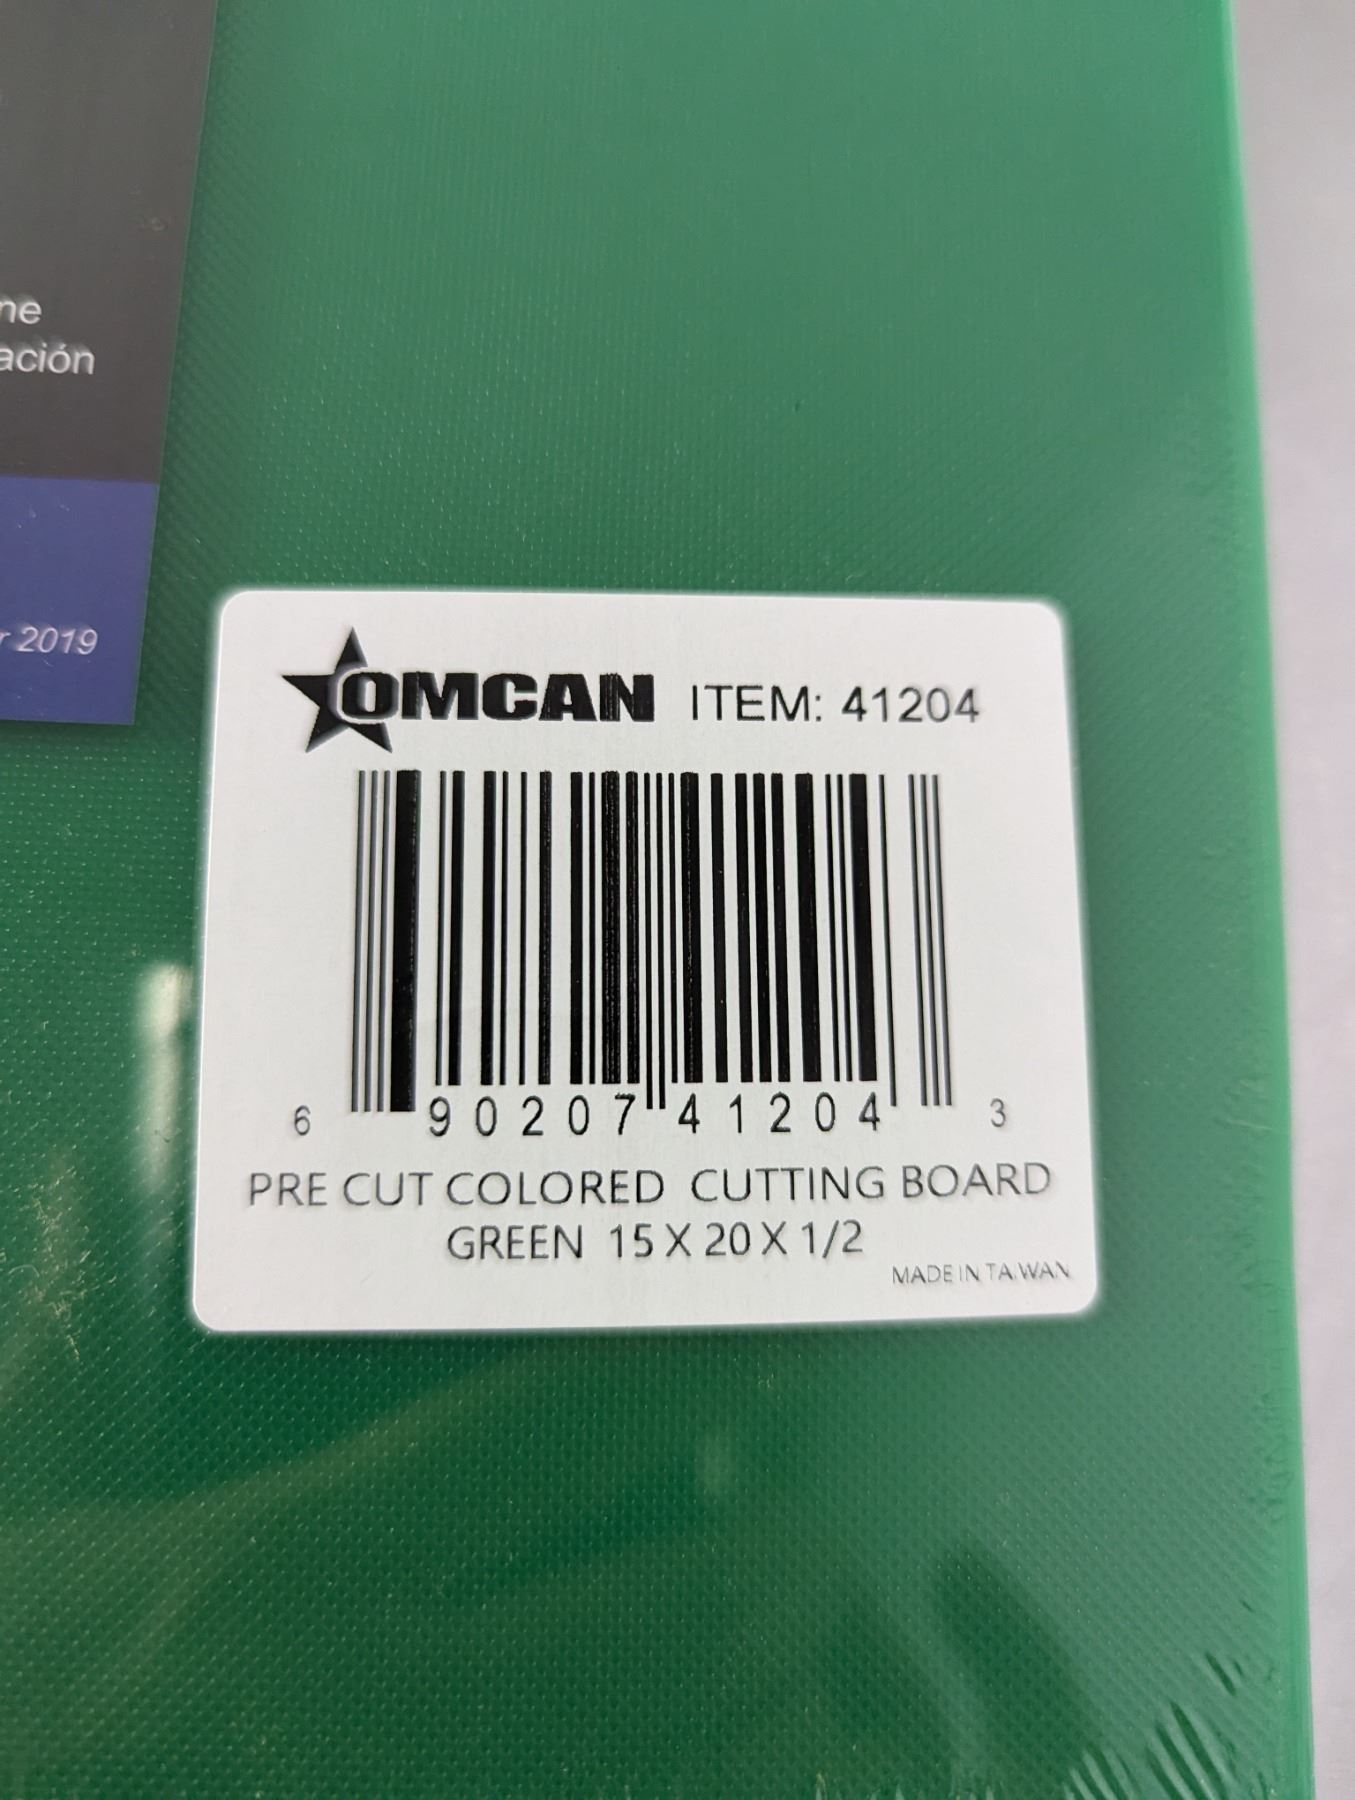 ación
2019
OMCAN ITEM: 41204
6 90207 41204 3
PRE CUT COLORED CUTTING BOARD
GREEN 15 X 20 X 1/2
MADE IN TAIWAN